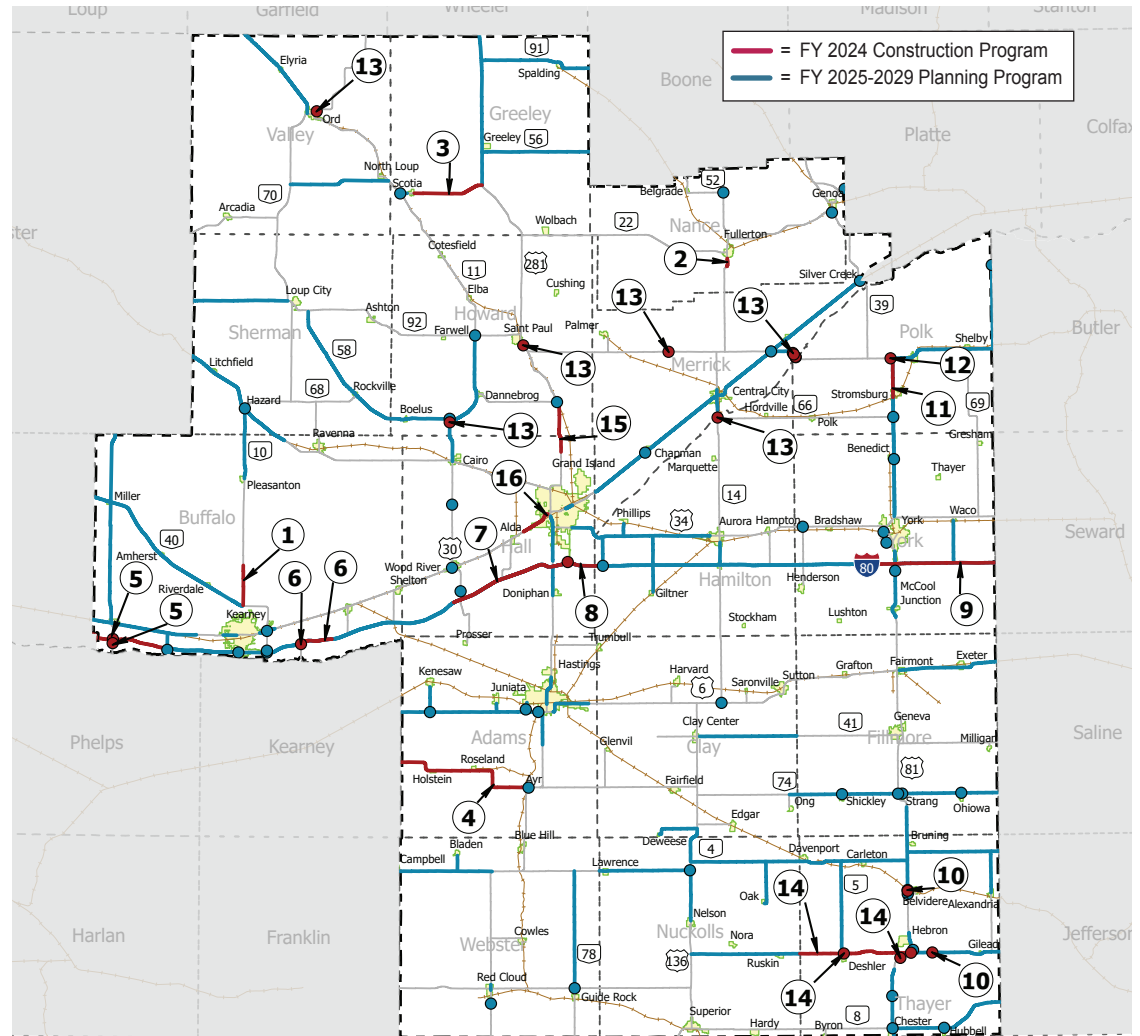 Loup
Garfield
Wheeler
Madison
Stanton
= FY 2024 Construction Program
= FY 2025-2029 Planning Program
91
Elyria
13
Spalding
Boone
Ord
Greeley
Platte
Colfax
Valley
3
Greeley
56
North Loup
Scotia
70
52
Belgrade
Genoa
Arcadia
Wolbach
22
Nance
Fullerton
ster
Cotesfield
281
2
Silver Creek
11
Loup City
Elba
Cushing
13
13
39
Ashton
Howard
Sherman
92
Farwell
Saint Paul
Palmer
Polk
Shelby
Butler
58
13
Merrick
12
Litchfield
Rockville
Dannebrog
Central City
Stromsburg
11
68
Hazard
Boelus
Hordville
66
Polk
69
13
15
13
Ravenna
Gresham
10
Cairo
Chapman
Benedict
Marquette
Grand Island
Thayer
Pleasanton
16
14
Miller
Buffalo
Phillips
34
Waco
Alda
Aurora
Hampton
Bradshaw
York
Seward
40
1
7
Hall
ork
30
Amherst
6
6
Wood River
80
5
Riverdale
Shelton
Hamilton
5
Doniphan
8
Giltner
Henderson
McCool
Junction
9
Kearney
Stockham
Lushton
Prosser
Trumbull
Hastings
Exeter
Kenesaw
Harvard
Sutton
Grafton
Fairmont
6
Saronville
Juniata
Clay Center
41
Geneva
Phelps
Kearney
Adams
Clay
Fillmore
Saline
Glenvil
Milligan
Roseland
81
Holstein
Ayr
Fairfield
74
4
Ong
Shickley
Strang
Ohiowa
Edgar
Blue Hill
Deweese
Bruning
Bladen
4
Davenport
Campbell
Lawrence
Carleton
14
5
10
Oak
Belvidere
Alexandria
14
Nelson
Hebron
Harlan
Franklin
Webster
Cowles
Nuckolls
Nora
Jefferson
78
Gilead
136
Ruskin
Deshler
10
Red Cloud
14
Guide Rock
Thayer
Superior
8
Chester
Hardy
Byron
Hubbell